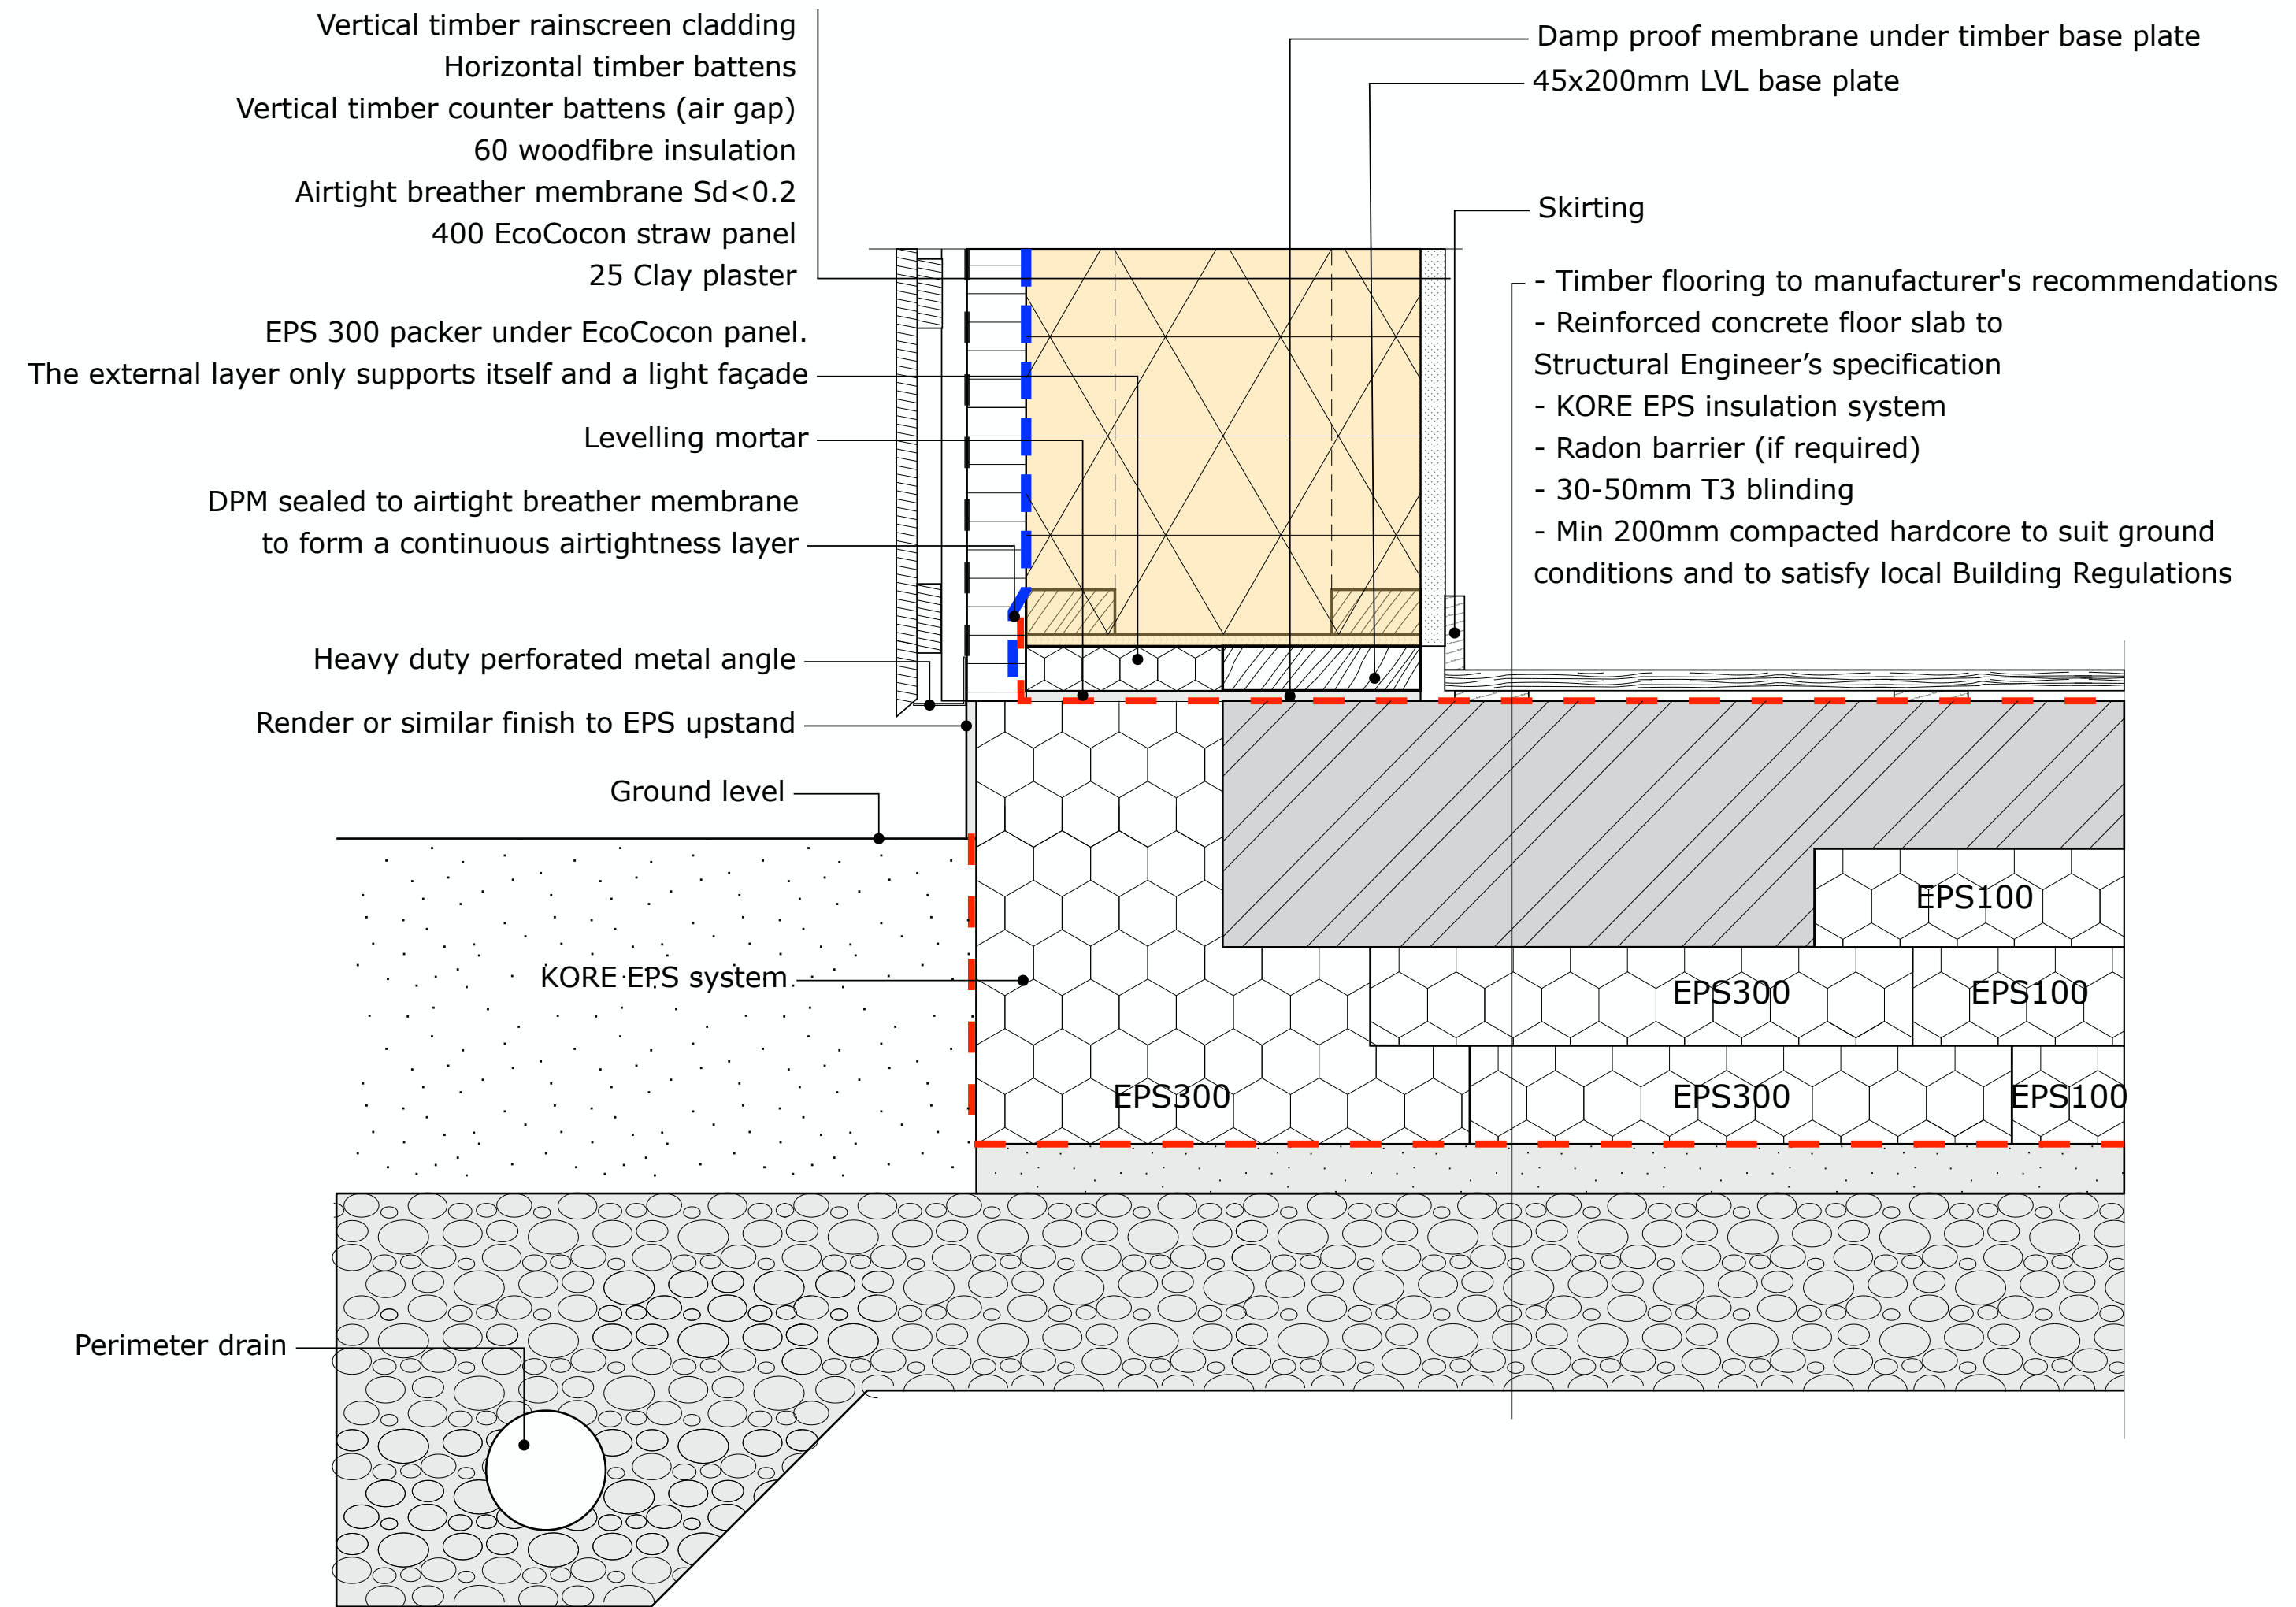 Vertical timber rainscreen cladding
Horizontal timber battens
Vertical timber counter battens (air gap)
60 woodfibre insulation
Airtight breather membrane Sd<0.2
400 EcoCocon straw panel
25 Clay plaster
EPS 300 packer under EcoCocon panel.
The external layer only supports itself and a light façade
Levelling mortar
DPM sealed to airtight breather membrane
to form a continuous airtightness layer
Heavy duty perforated metal angle
Render or similar finish to EPS upstand
Ground level
KORE EPS system
Perimeter drain
Damp proof membrane under timber base plate
45x200mm LVL base plate
Skirting
- Timber flooring to manufacturer's recommendations
- Reinforced concrete floor slab to
Structural Engineer’s specification
- KORE EPS insulation system
- Radon barrier (if required)
- 30-50mm T3 blinding
- Min 200mm compacted hardcore to suit ground
conditions and to satisfy local Building Regulations
EPS100
EPS300
EPS100
EPS300
EPS300
EPS100